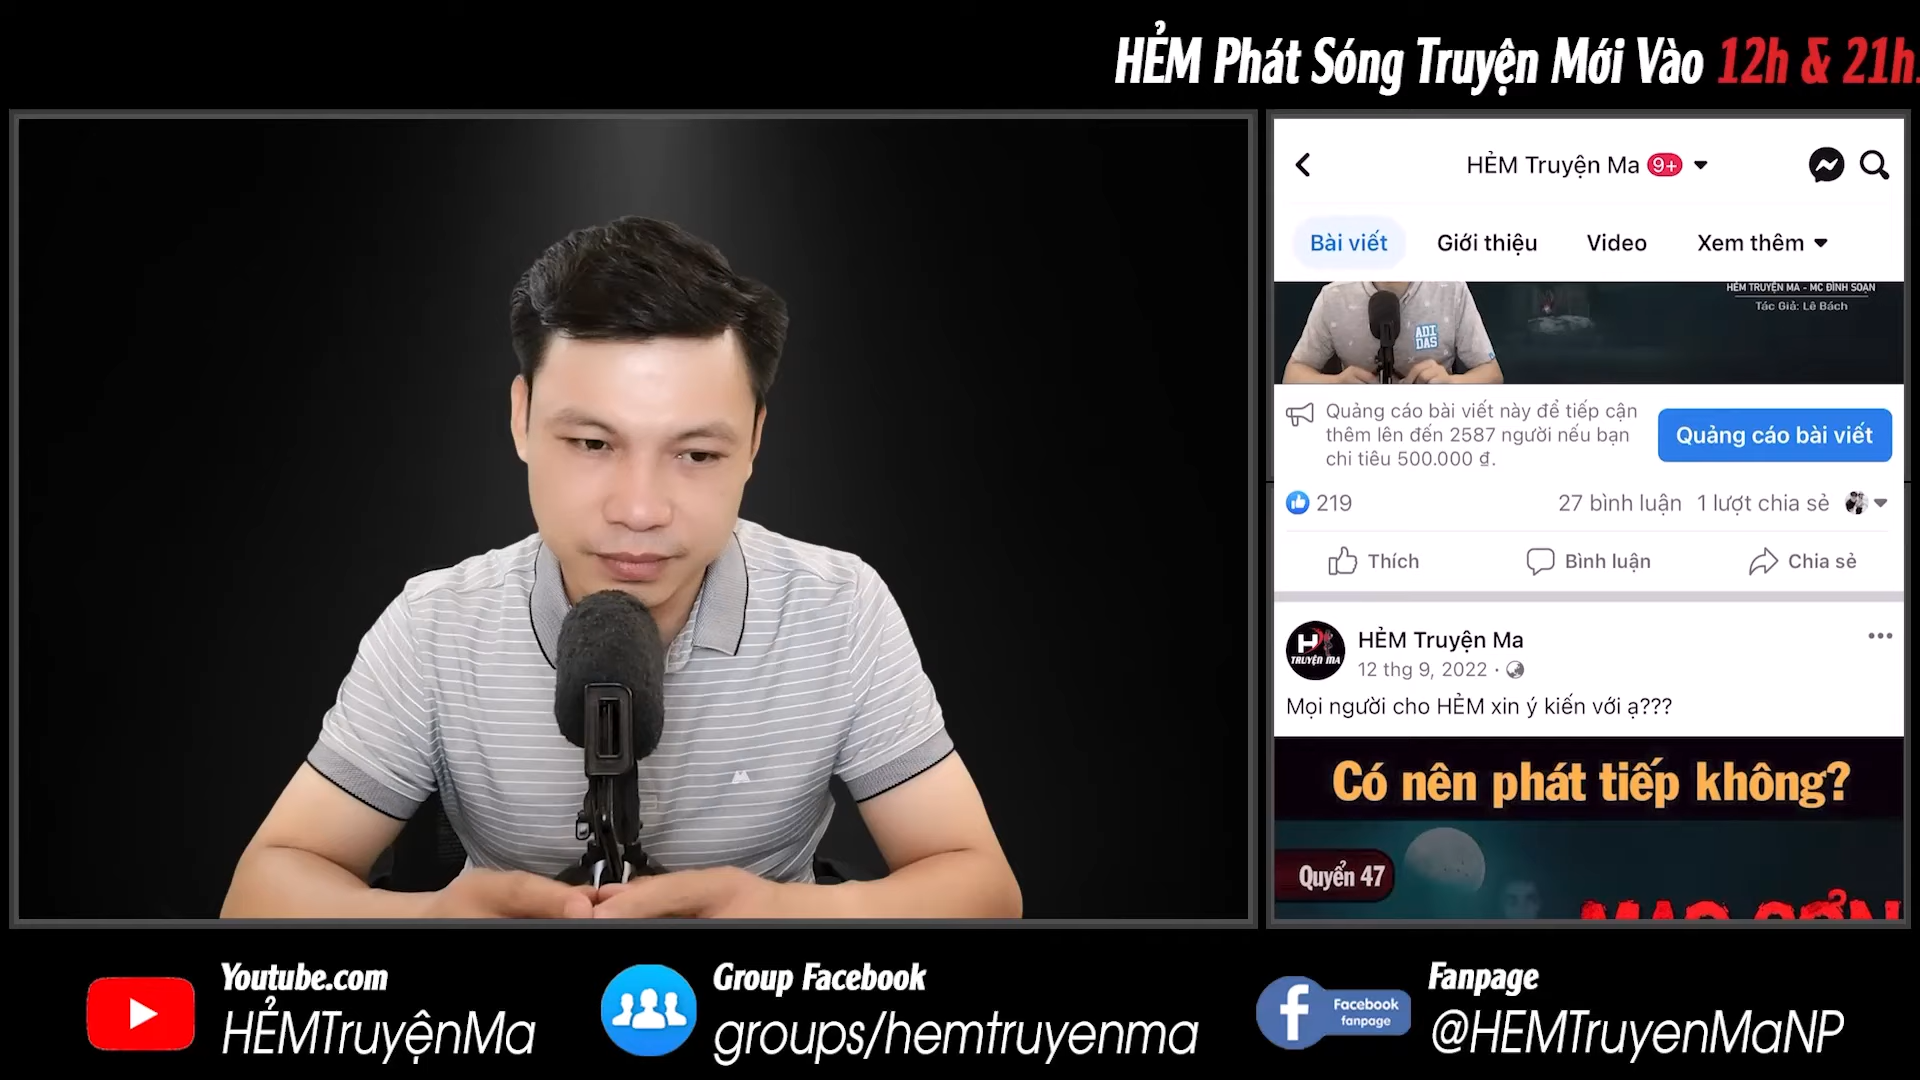 HẺM Phát Sóng Truyện Mới Vào 12h & 21h.
HẺM Truyện Ma 9+
Bài viết Giới thiệu Video Xem thêm
HẺM TRUYỆN MA - MC ĐÌNH SOẠN
Tác Giả: Lê Bách
ADI
DAS
Quảng cáo bài viết này để tiếp cận
thêm lên đến 2587 người nếu bạn
chi tiêu 500.000 ₫.
Quảng cáo bài viết
219 27 bình luận 1 lượt chia sẻ
Thích Bình luận Chia sẻ
H
TRUYỆN MA
HẺM Truyện Ma
12 thg 9, 2022 ·
Mọi người cho HẺM xin ý kiến với ạ???
Có nên phát tiếp không?
Quyển 47
Youtube.com
HẺMTruyệnMa
Group Facebook
groups/hemtruyenma
Facebook
fanpage
Fanpage
@HEMTruyenMaNP